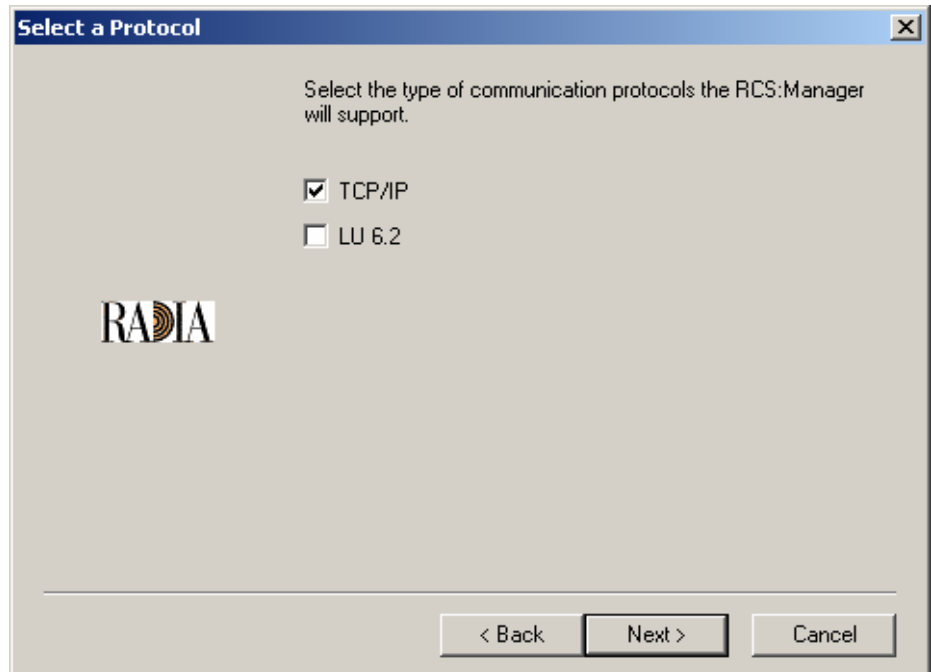 Select a Protocol
Select the type of communication protocols the RCS:Manager
will support.
TCP/IP
LU 6.2
RADIA
< Back
Next >
Cancel